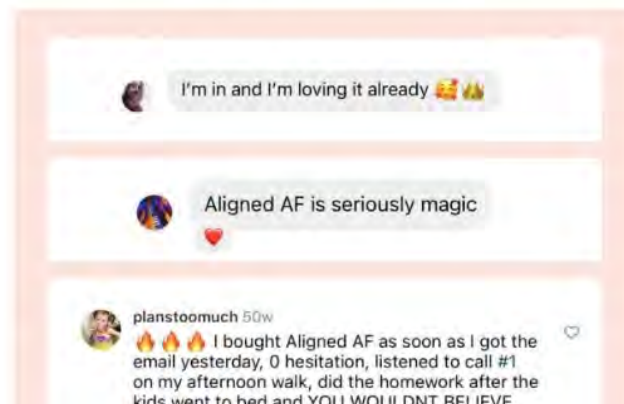 I'm in and I'm loving it already 🥰👑
Aligned AF is seriously magic
❤️
planstoomuch 50w
🔥🔥🔥 I bought Aligned AF as soon as I got the
email yesterday, 0 hesitation, listened to call #1
on my afternoon walk, did the homework after the
kids went to bed and YOU WOULDNT BELIEVE